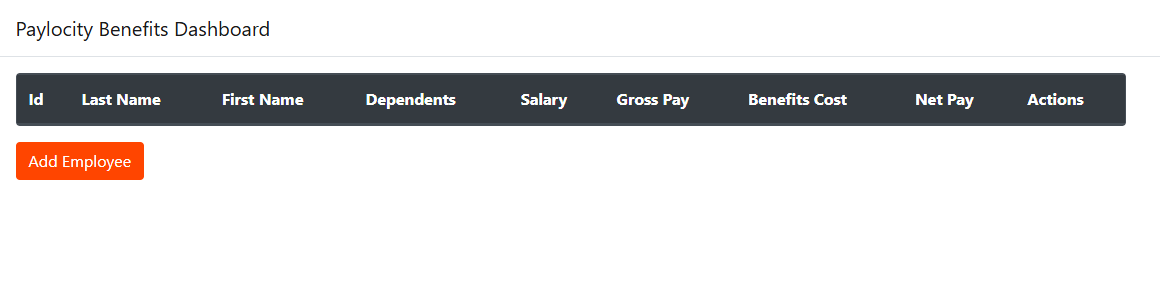 Paylocity Benefits Dashboard
Id Last Name First Name Dependents Salary Gross Pay Benefits Cost Net Pay Actions
Add Employee